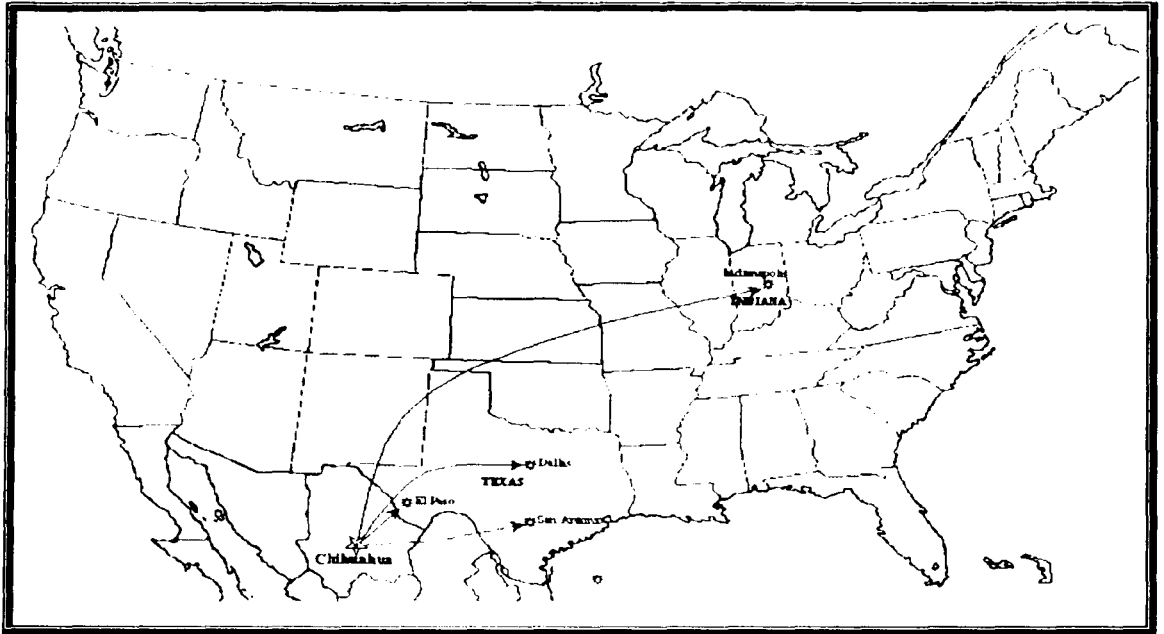 Indianapolis
INDIANA
Dallas
TEXAS
El Paso
San Antonio
Chihuahua